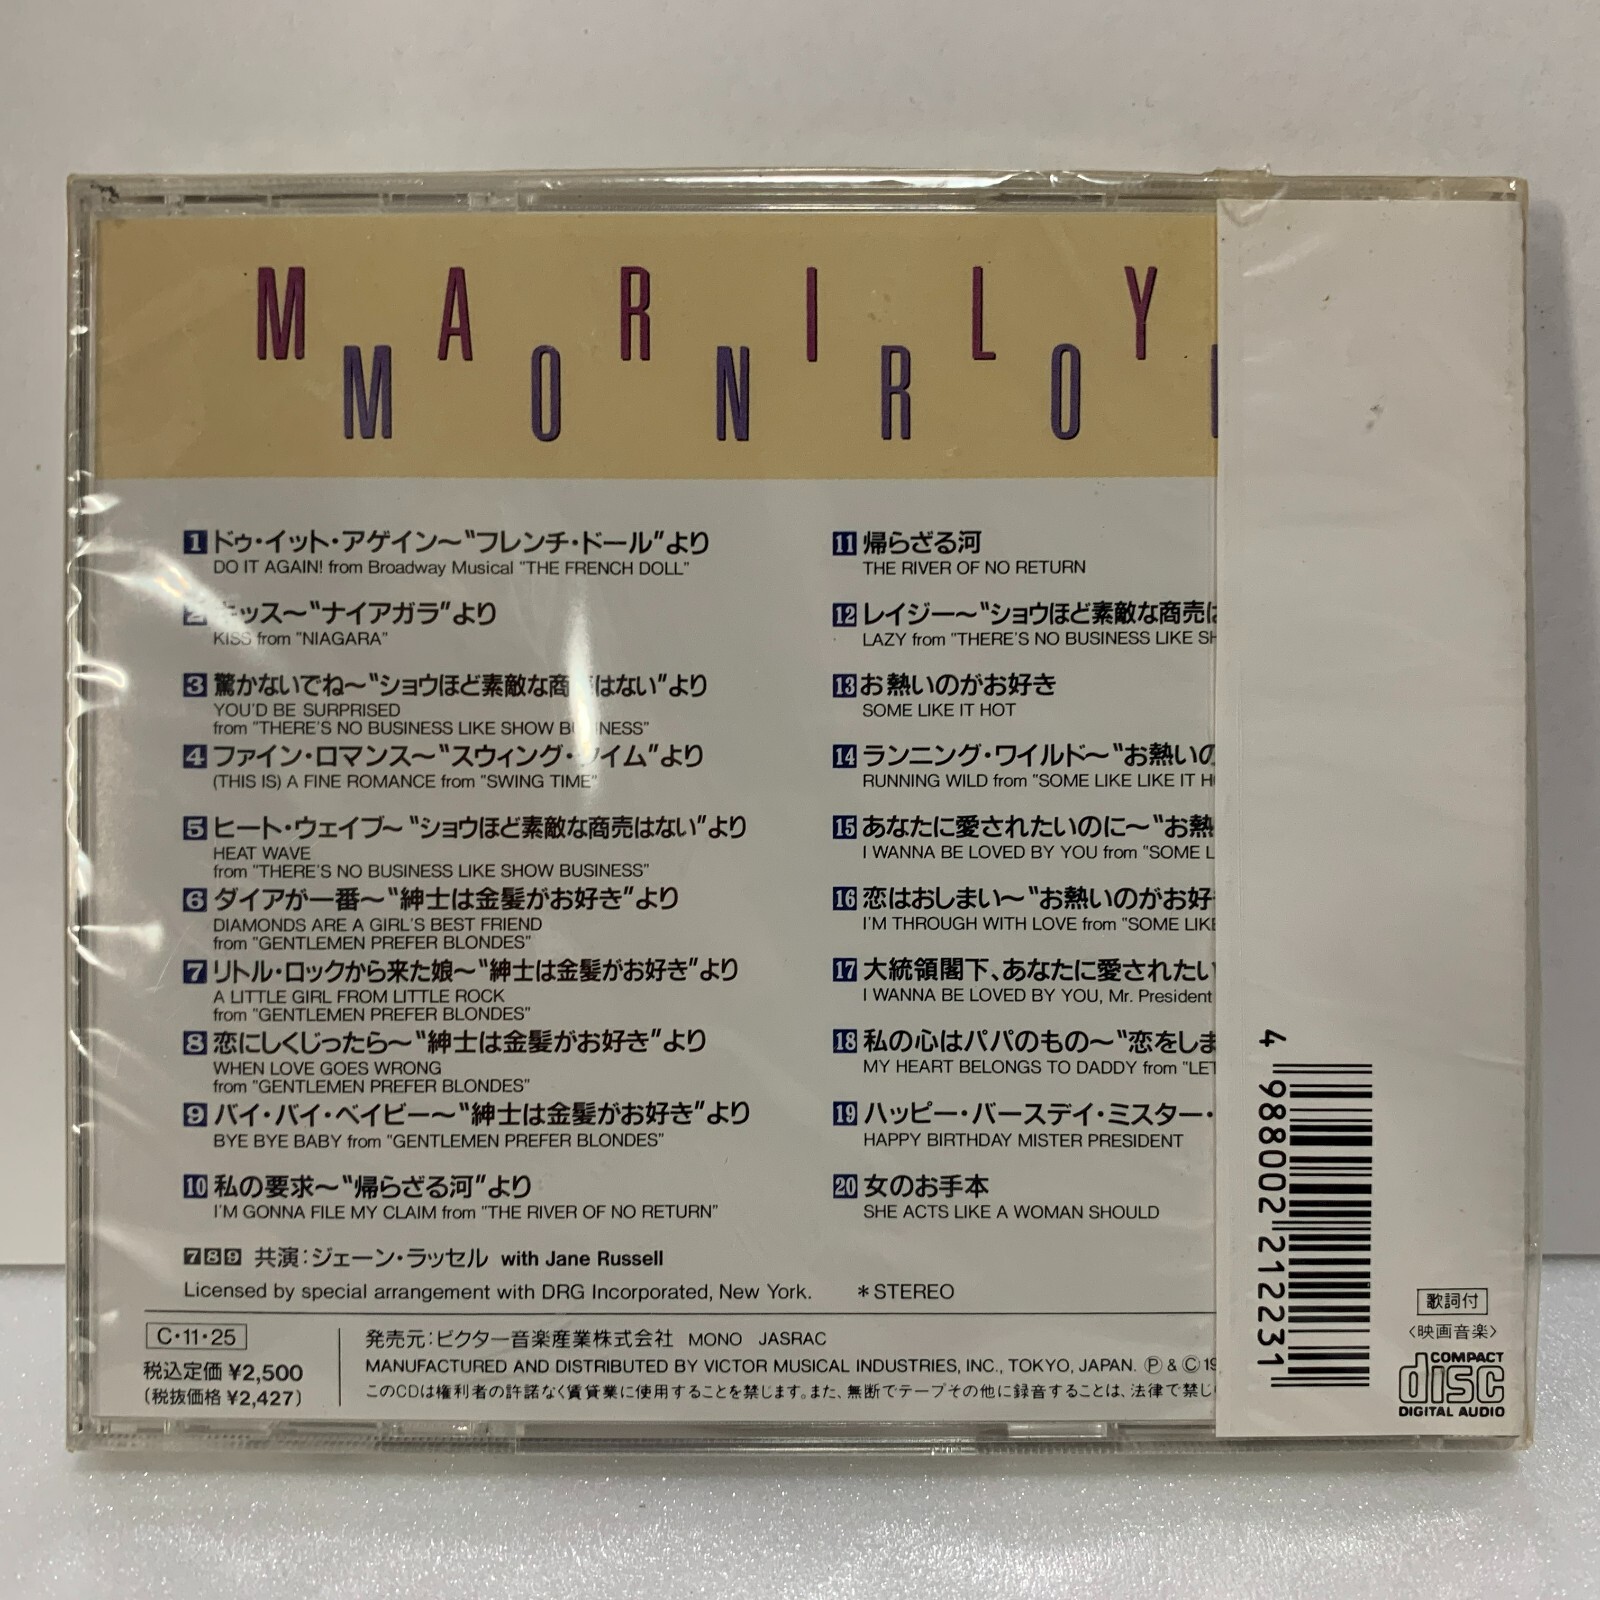 MARILY
MONRO
1 ドゥ・イット・アゲイン〜"フレンチ・ドール"より
DO IT AGAIN! from Broadway Musical "THE FRENCH DOLL"
2 キッス〜"ナイアガラ"より
KISS from "NIAGARA"
3 驚かないでね〜"ショウほど素敵な商売はない"より
YOU'D BE SURPRISED
from "THERE'S NO BUSINESS LIKE SHOW BUSINESS"
4 ファイン・ロマンス〜"スウィング・タイム"より
(THIS IS) A FINE ROMANCE from "SWING TIME"
5 ヒート・ウェイブ〜"ショウほど素敵な商売はない"より
HEAT WAVE
from "THERE'S NO BUSINESS LIKE SHOW BUSINESS"
6 ダイアが一番〜"紳士は金髪がお好き"より
DIAMONDS ARE A GIRL'S BEST FRIEND
from "GENTLEMEN PREFER BLONDES"
7 リトル・ロックから来た娘〜"紳士は金髪がお好き"より
A LITTLE GIRL FROM LITTLE ROCK
from "GENTLEMEN PREFER BLONDES"
8 恋にしくじったら〜"紳士は金髪がお好き"より
WHEN LOVE GOES WRONG
from "GENTLEMEN PREFER BLONDES"
9 バイ・バイ・ベイビー〜"紳士は金髪がお好き"より
BYE BYE BABY from "GENTLEMEN PREFER BLONDES"
10 私の要求〜"帰らざる河"より
I'M GONNA FILE MY CLAIM from "THE RIVER OF NO RETURN"
11 帰らざる河
THE RIVER OF NO RETURN
12 レイジー〜"ショウほど素敵な商売は
LAZY from "THERE'S NO BUSINESS LIKE SH
13 お熱いのがお好き
SOME LIKE IT HOT
14 ランニング・ワイルド〜"お熱いの
RUNNING WILD from "SOME LIKE LIKE IT H
15 あなたに愛されたいのに〜"お熱
I WANNA BE LOVED BY YOU from "SOME L
16 恋はおしまい〜"お熱いのがお好き
I'M THROUGH WITH LOVE from "SOME LIKE
17 大統領閣下、あなたに愛されたい
I WANNA BE LOVED BY YOU, Mr. President
18 私の心はパパのもの〜"恋をしま
MY HEART BELONGS TO DADDY from "LET
19 ハッピー・バースデイ・ミスター・
HAPPY BIRTHDAY MISTER PRESIDENT
20 女のお手本
SHE ACTS LIKE A WOMAN SHOULD
7 8 9 共演:ジェーン・ラッセル with Jane Russell
Licensed by special arrangement with DRG Incorporated, New York. *STEREO
C・11・25
税込定価 ¥2,500
(税抜価格 ¥2,427)
発売元:ビクター音楽産業株式会社 MONO JASRAC
MANUFACTURED AND DISTRIBUTED BY VICTOR MUSICAL INDUSTRIES, INC., TOKYO, JAPAN. Ⓟ & Ⓒ 19
このCDは権利者の許諾なく賃貸業に使用することを禁じます。また、無断でテープその他に録音することは、法律で禁じ
4 988002 212231
歌詞付
〈映画音楽〉
COMPACT
disc
DIGITAL AUDIO